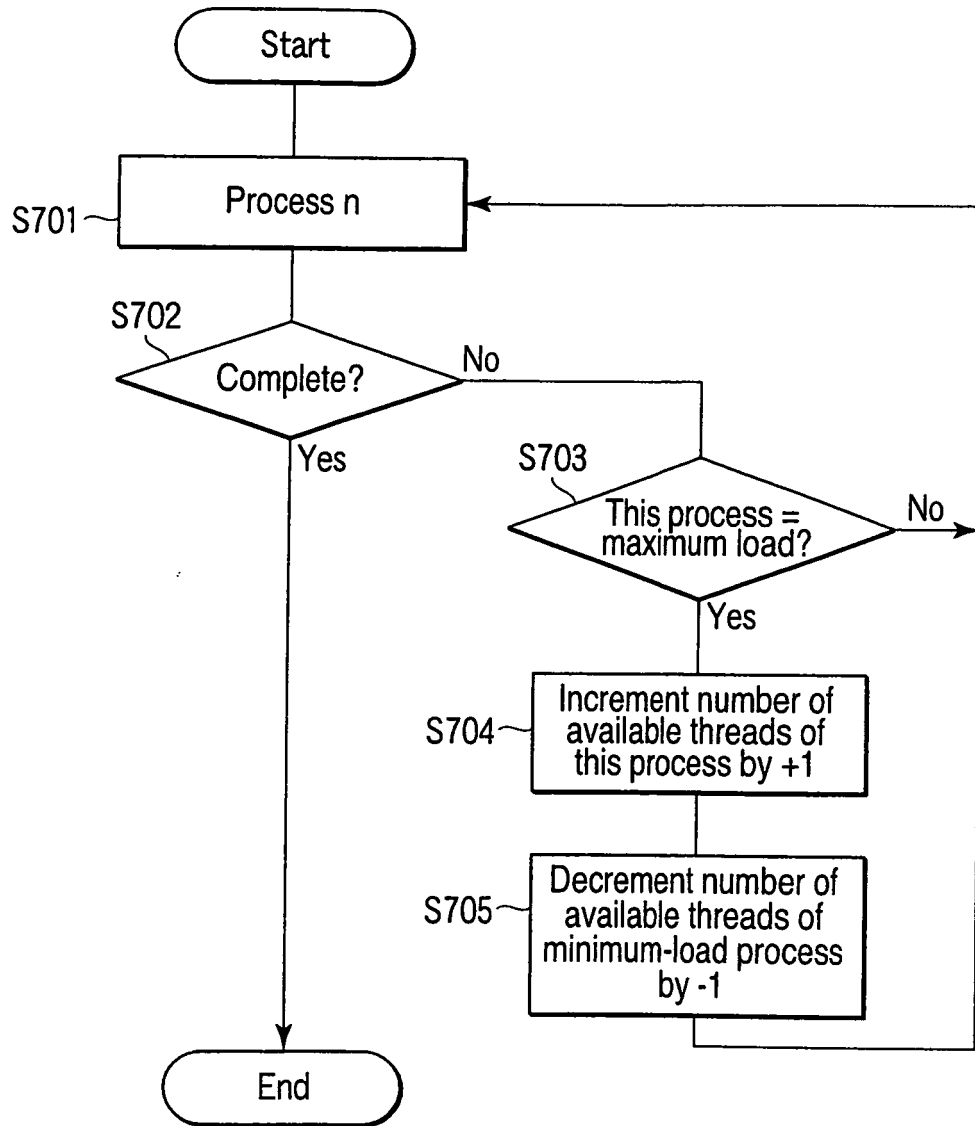 Start
S701
Process n
S702
Complete?
No
Yes
S703
This process =
maximum load?
No
Yes
S704
Increment number of
available threads of
this process by +1
S705
Decrement number of
available threads of
minimum-load process
by -1
End